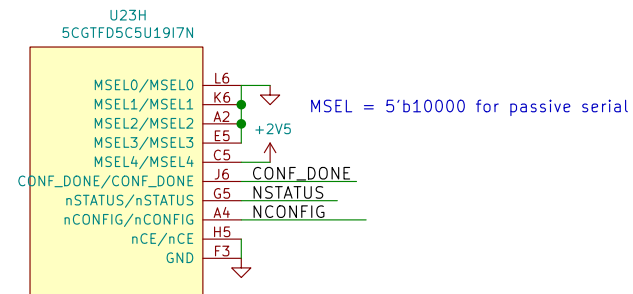 U23H
5CGTFD5C5U19I7N
MSEL0/MSEL0 L6
MSEL1/MSEL1 K6 MSEL = 5'b10000 for passive serial
MSEL2/MSEL2 A2
+2V5
MSEL3/MSEL3 E5
MSEL4/MSEL4 C5
CONF_DONE/CONF_DONE J6 CONF_DONE
nSTATUS/nSTATUS G5 NSTATUS
nCONFIG/nCONFIG A4 NCONFIG
nCE/nCE H5
GND F3